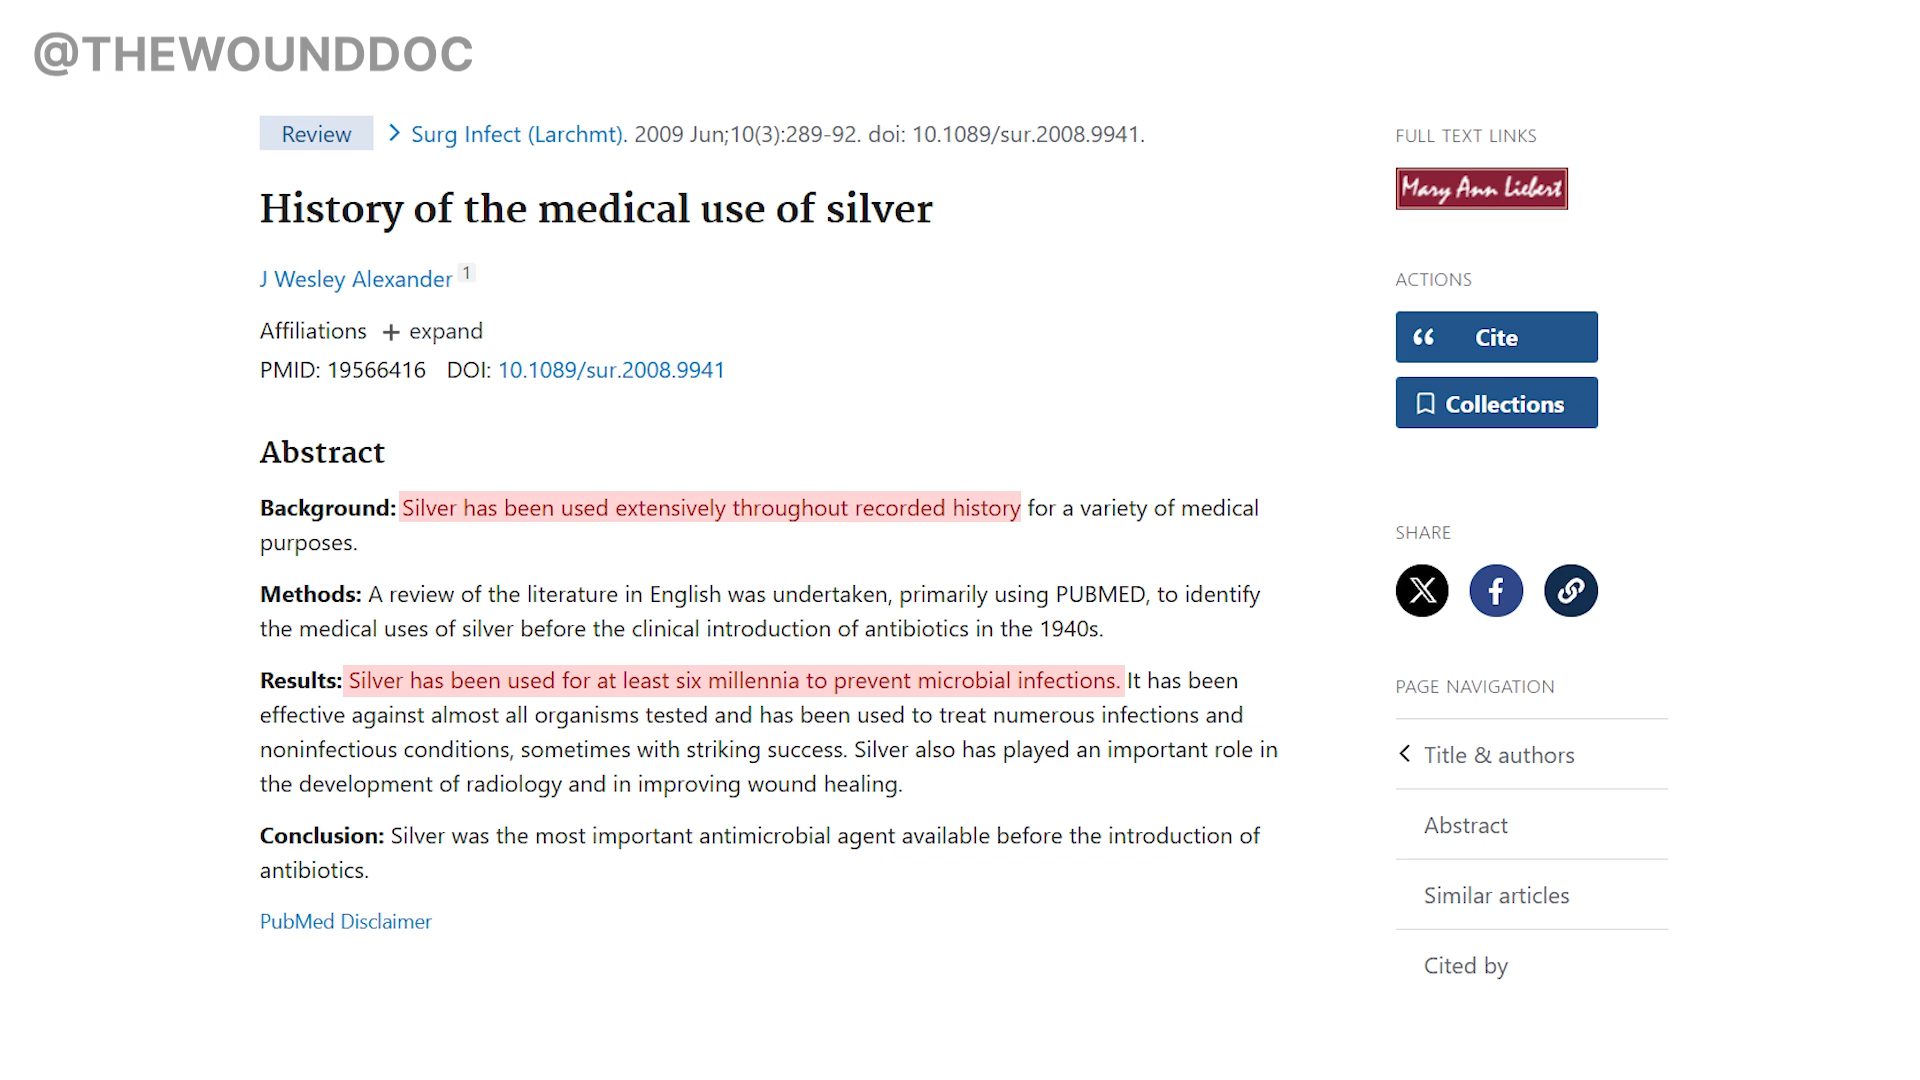 @THEWOUNDDOC
Review > Surg Infect (Larchmt). 2009 Jun;10(3):289-92. doi: 10.1089/sur.2008.9941.
History of the medical use of silver
J Wesley Alexander 1
Affiliations + expand
PMID: 19566416 DOI: 10.1089/sur.2008.9941
Abstract
Background: Silver has been used extensively throughout recorded history for a variety of medical
purposes.
Methods: A review of the literature in English was undertaken, primarily using PUBMED, to identify
the medical uses of silver before the clinical introduction of antibiotics in the 1940s.
Results: Silver has been used for at least six millennia to prevent microbial infections. It has been
effective against almost all organisms tested and has been used to treat numerous infections and
noninfectious conditions, sometimes with striking success. Silver also has played an important role in
the development of radiology and in improving wound healing.
Conclusion: Silver was the most important antimicrobial agent available before the introduction of
antibiotics.
PubMed Disclaimer
FULL TEXT LINKS
Mary Ann Liebert
ACTIONS
Cite
Collections
SHARE
PAGE NAVIGATION
Title & authors
Abstract
Similar articles
Cited by